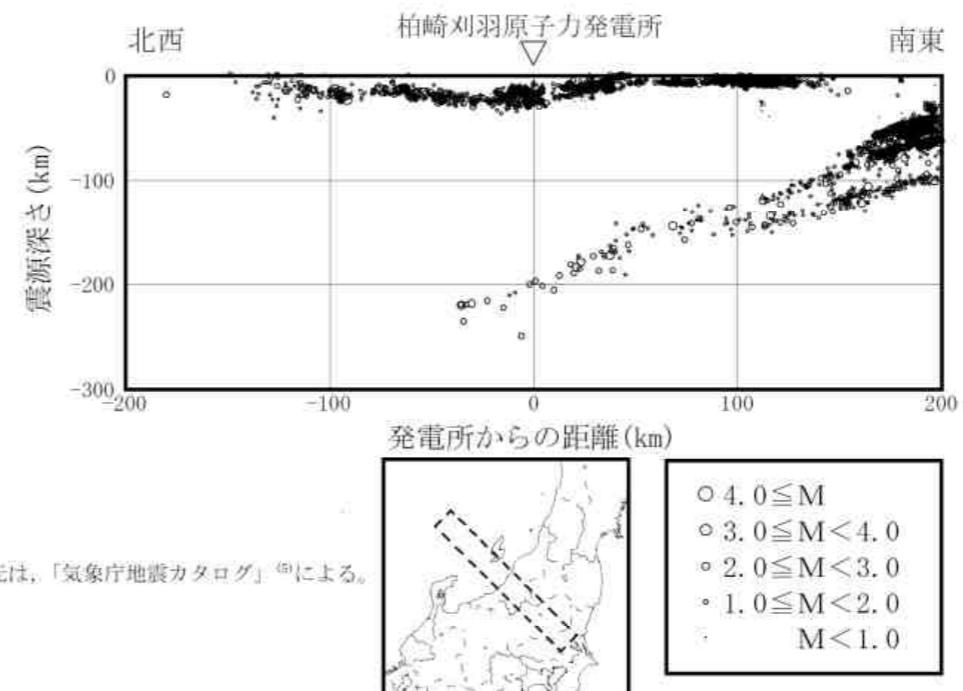 柏崎刈羽原子力発電所
北西
南東
0
-100
-200
-300
震源深さ(km)
-200
-100
0
100
200
発電所からの距離(km)
4.0≦M
3.0≦M<4.0
2.0≦M<3.0
1.0≦M<2.0
M<1.0
は，「気象庁地震カタログ」(5)による。